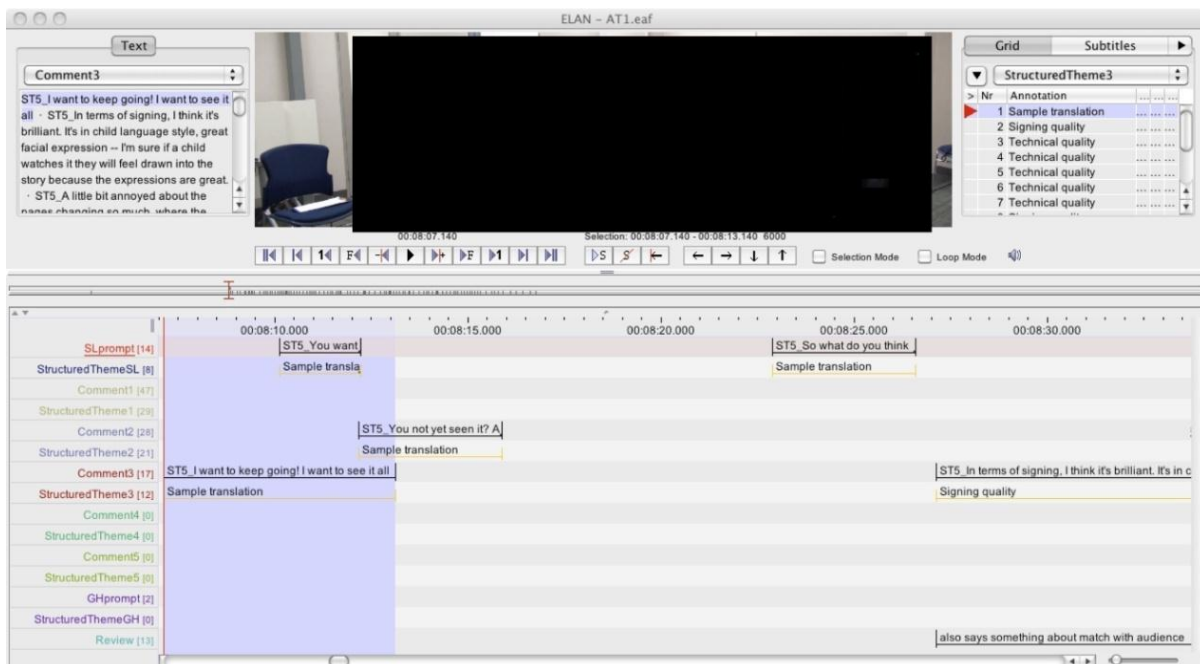 ELAN – AT1.eaf
Text
Comment3
ST5_I want to keep going! I want to see it
all · ST5_In terms of signing, I think it's
brilliant. It's in child language style, great
facial expression -- I'm sure if a child
watches it they will feel drawn into the
story because the expressions are great.
· ST5_A little bit annoyed about the
pages changing so much, where the
Grid
Subtitles
StructuredTheme3
> Nr Annotation ... ... ...
1 Sample translation ... ... ...
2 Signing quality ... ... ...
3 Technical quality ... ... ...
4 Technical quality ... ... ...
5 Technical quality ... ... ...
6 Technical quality ... ... ...
7 Technical quality ... ... ...
00:08:07.140
Selection: 00:08:07.140 - 00:08:13.140 6000
1
F
F
1
S
S
Selection Mode
Loop Mode
00:08:10.000 00:08:15.000 00:08:20.000 00:08:25.000 00:08:30.000
SLprompt [14] ST5_You want ST5_So what do you think
StructuredThemeSL [8] Sample transla Sample translation
Comment1 [47]
StructuredTheme1 [29]
Comment2 [26] ST5_You not yet seen it? A
StructuredTheme2 [21] Sample translation
Comment3 [17] ST5_I want to keep going! I want to see it all ST5_In terms of signing, I think it's brilliant. It's in c
StructuredTheme3 [12] Sample translation Signing quality
Comment4 [0]
StructuredTheme4 [0]
Comment5 [0]
StructuredTheme5 [0]
GHprompt [2]
StructuredThemeGH [0]
Review [13] also says something about match with audience